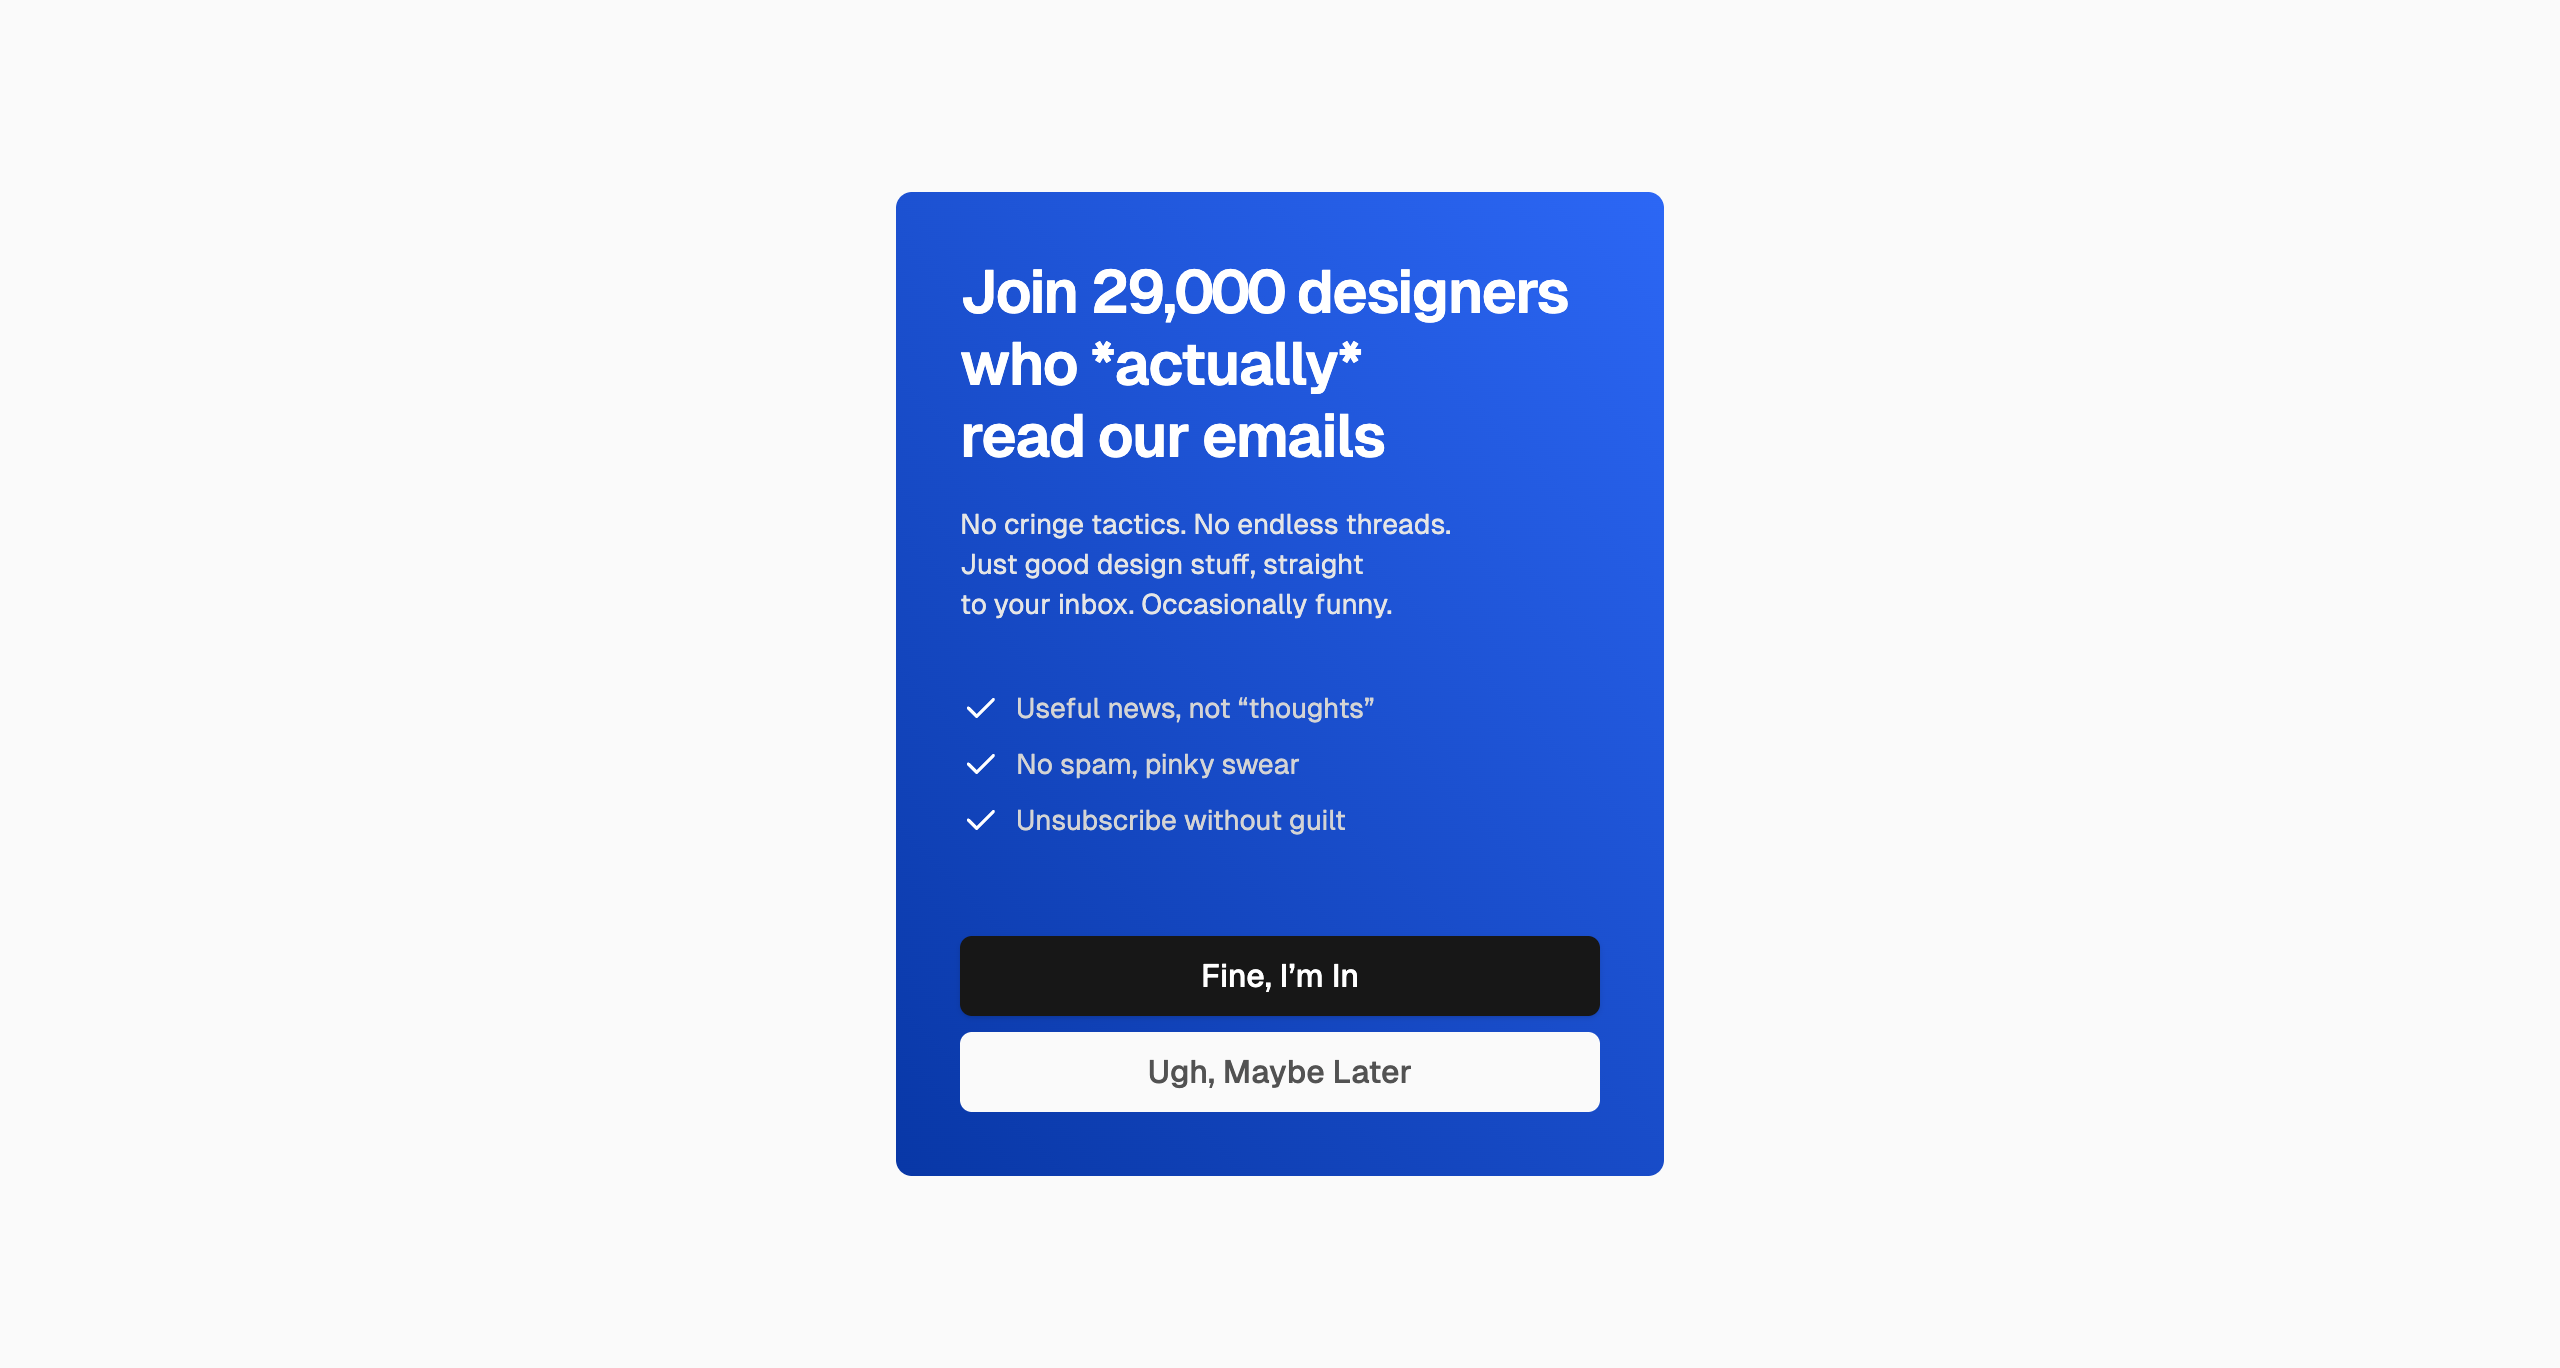 Join 29,000 designers
who *actually*
read our emails
No cringe tactics. No endless threads.
Just good design stuff, straight
to your inbox. Occasionally funny.
Useful news, not “thoughts”
No spam, pinky swear
Unsubscribe without guilt
Fine, I’m In
Ugh, Maybe Later